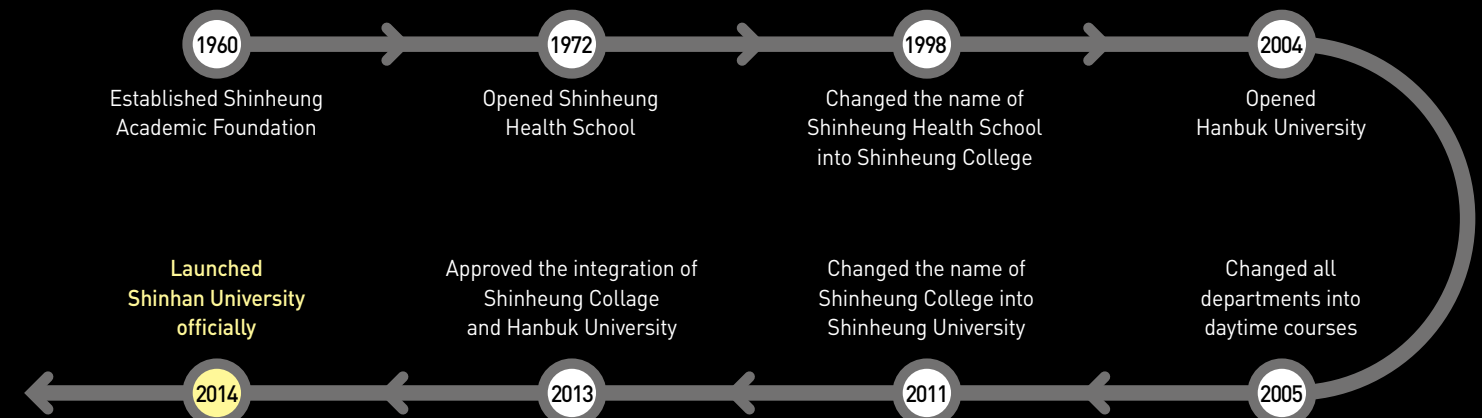 1960
Established Shinheung
Academic Foundation
1972
Opened Shinheung
Health School
1998
Changed the name of
Shinheung Health School
into Shinheung College
2004
Opened
Hanbuk University
Changed all
departments into
daytime courses
2005
Changed the name of
Shinheung College into
Shinheung University
2011
Approved the integration of
Shinheung Collage
and Hanbuk University
2013
Launched
Shinhan University
officially
2014